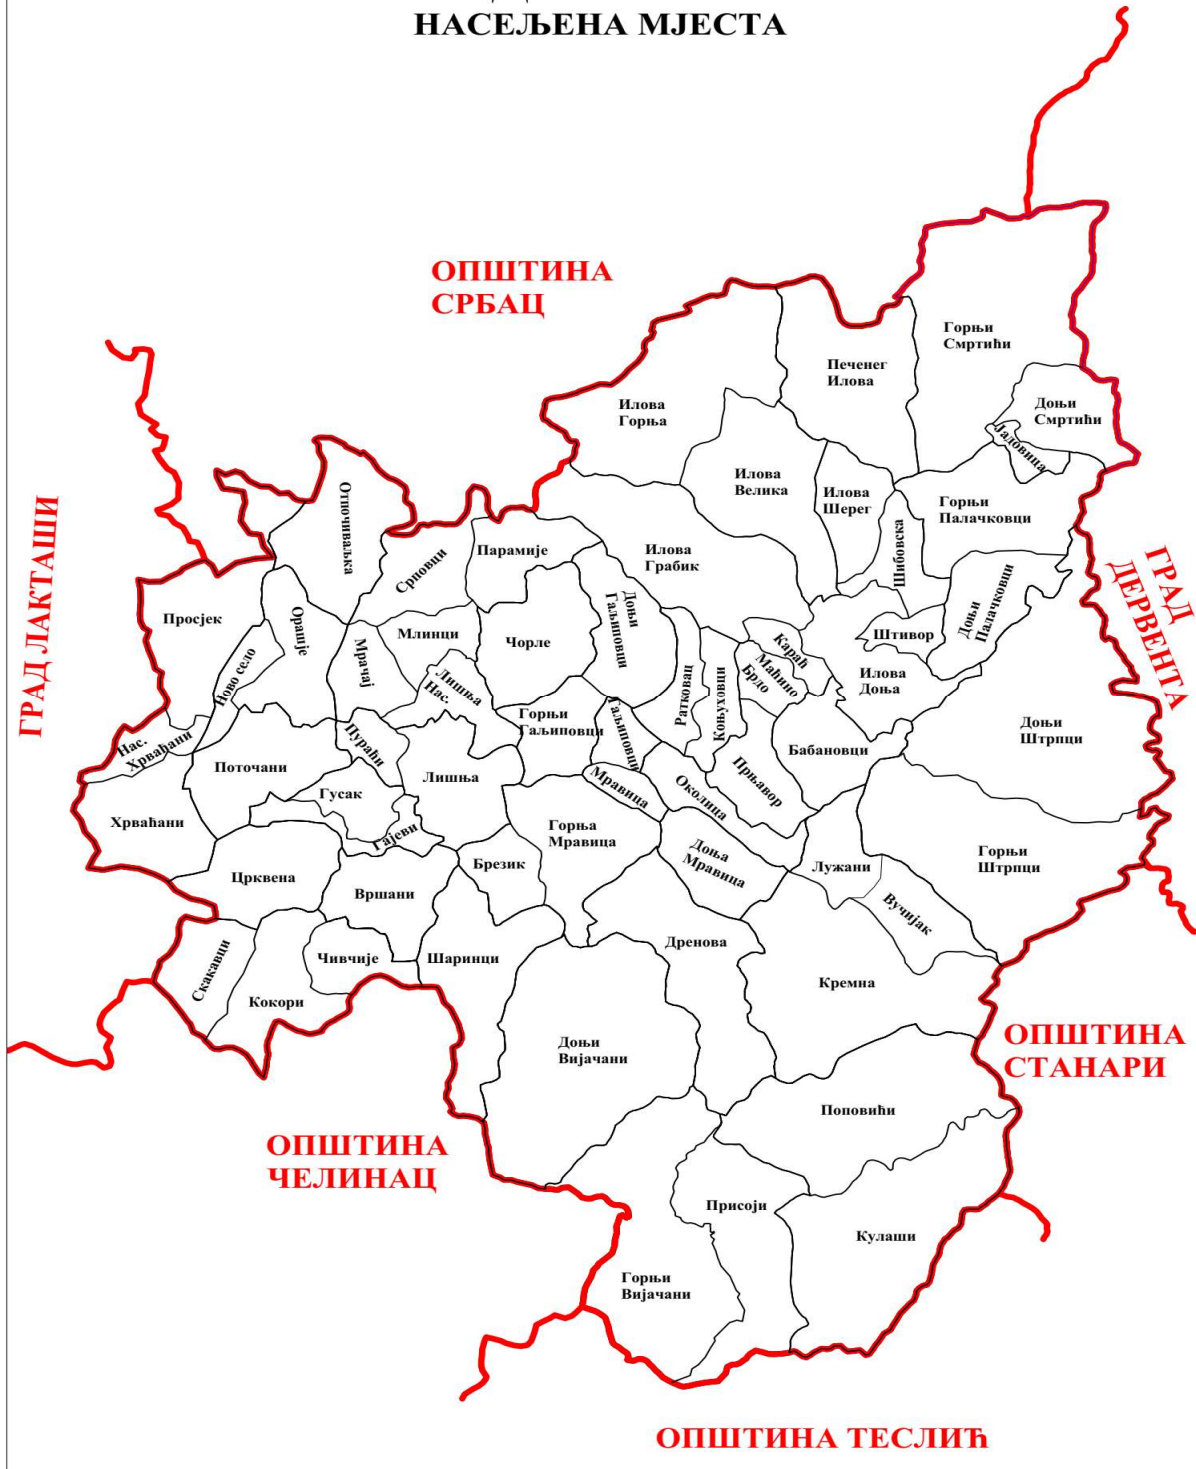 НАСЕЉЕНА МЈЕСТА
ОПШТИНА
СРБАЦ
Горњи
Смртићи
Печенег
Илова
Илова
Горња
Доњи
Смртићи
Јадовица
Илова
Велика
Илова
Шерег
Горњи
Палачковци
ГРАД ЛАКТАШИ
Отпочиваљка
Срповци
Парамије
Илова
Грабик
Шибовска
Доњи
Палачковци
ГРАД
ДЕРВЕНТА
Просјек
Орашје
Ново село
Мрачај
Млинци
Чорле
Доњи
Гаљиповци
Штивор
Караћ
Маћино
Брдо
Илова
Доња
Лишња
Нас.
Ратковац
Коњуховци
Нас.
Хрваћани
Горњи
Гаљиповци
Гаљиповци
Доњи
Штрпци
Пураћи
Поточани
Лишња
Бабановци
Прњавор
Околица
Мравица
Гусак
Хрваћани
Гајеви
Горња
Мравица
Доња
Мравица
Горњи
Штрпци
Брезик
Лужани
Црквена
Вршани
Вучијак
Дренова
Чивчије
Шаринци
Скакавци
Кремна
Кокори
Доњи
Вијачани
ОПШТИНА
СТАНАРИ
Поповићи
ОПШТИНА
ЧЕЛИНАЦ
Присоји
Кулаши
Горњи
Вијачани
ОПШТИНА ТЕСЛИЋ